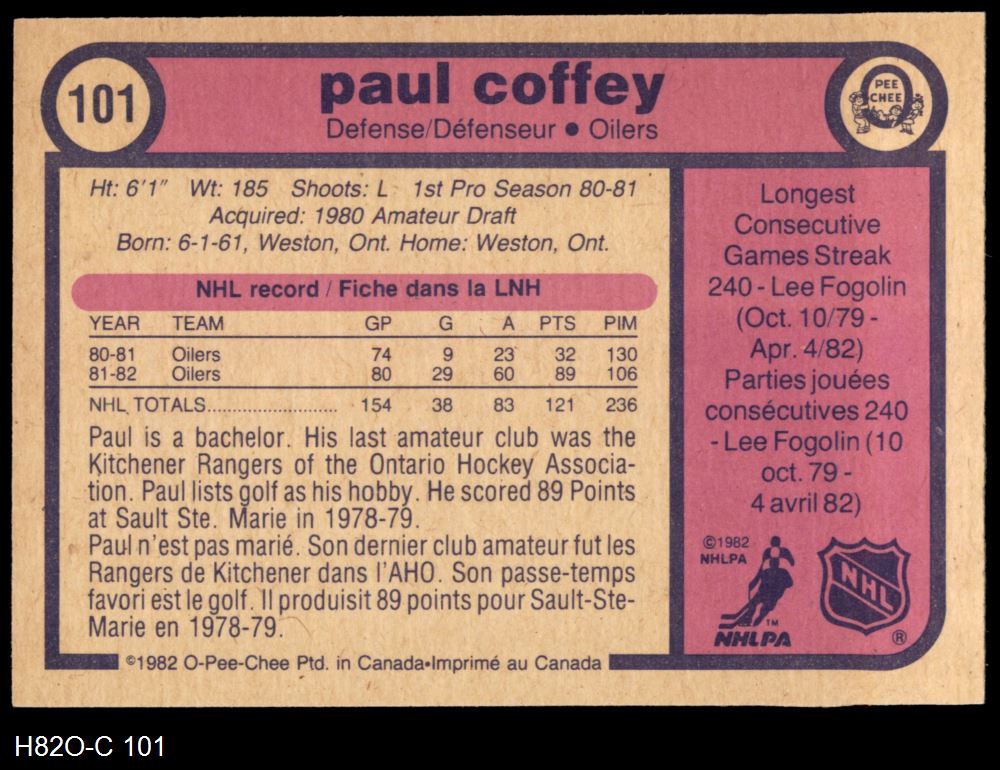 101
paul coffey
Defense/Défenseur ● Oilers
PEE
CHEE
Ht: 6'1" Wt: 185 Shoots: L 1st Pro Season 80-81
Acquired: 1980 Amateur Draft
Born: 6-1-61, Weston, Ont. Home: Weston, Ont.
NHL record / Fiche dans la LNH
YEAR TEAM GP G A PTS PIM
80-81 Oilers 74 9 23 32 130
81-82 Oilers 80 29 60 89 106
NHL TOTALS........................ 154 38 83 121 236
Paul is a bachelor. His last amateur club was the
Kitchener Rangers of the Ontario Hockey Associa-
tion. Paul lists golf as his hobby. He scored 89 Points
at Sault Ste. Marie in 1978-79.
Paul n'est pas marié. Son dernier club amateur fut les
Rangers de Kitchener dans l'AHO. Son passe-temps
favori est le golf. Il produisit 89 points pour Sault-Ste-
Marie en 1978-79.
©1982 O-Pee-Chee Ptd. in Canada•Imprimé au Canada
Longest
Consecutive
Games Streak
240 - Lee Fogolin
(Oct. 10/79 -
Apr. 4/82)
Parties jouées
consécutives 240
- Lee Fogolin (10
oct. 79 -
4 avril 82)
©1982
NHLPA
TM
NHLPA
NHL
®
H82O-C 101